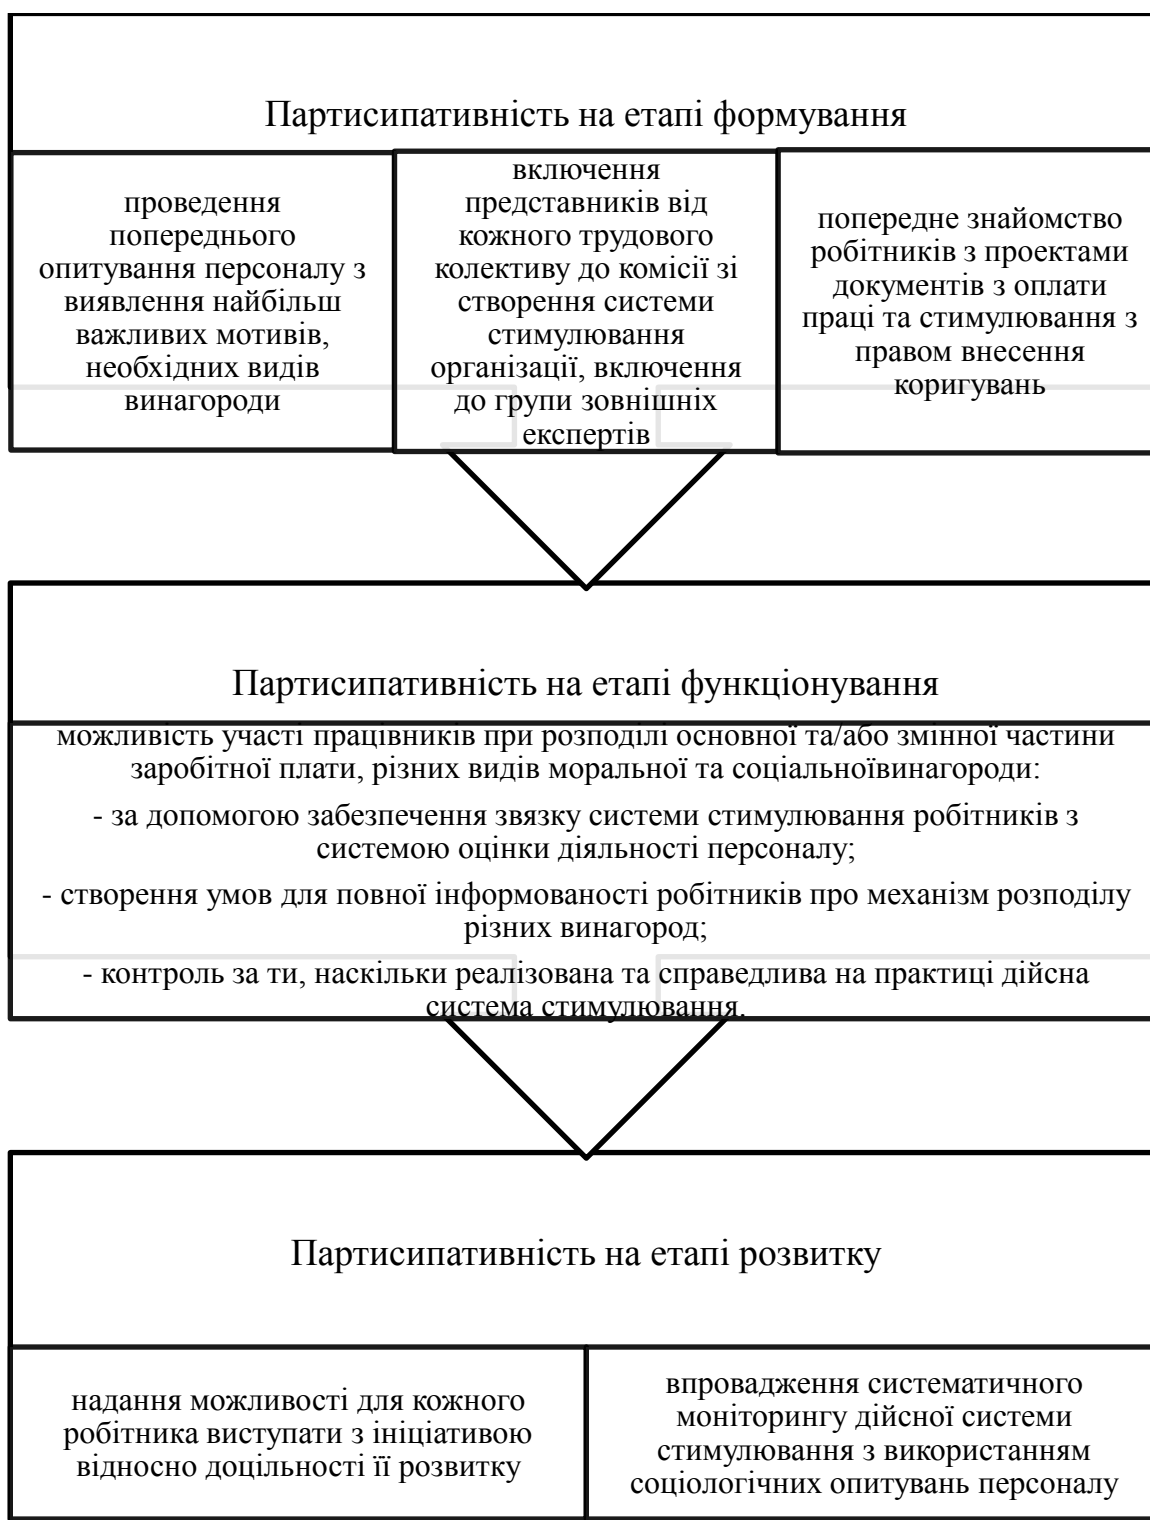 Партисипативність на етапі формування
проведення
попереднього
опитування персоналу з
виявлення найбільш
важливих мотивів,
необхідних видів
винагороди
включення
представників від
кожного трудового
колективу до комісії зі
створення системи
стимулювання
організації, включення
до групи зовнішніх
експертів
попереднє знайомство
робітників з проектами
документів з оплати
праці та стимулювання з
правом внесення
коригувань
Партисипативність на етапі функціонування
можливість участі працівників при розподілі основної та/або змінної частини
заробітної плати, різних видів моральної та соціальноївинагороди:
- за допомогою забезпечення звязку системи стимулювання робітників з
системою оцінки діяльності персоналу;
- створення умов для повної інформованості робітників про механізм розподілу
різних винагород;
- контроль за ти, наскільки реалізована та справедлива на практиці дійсна
система стимулювання.
Партисипативність на етапі розвитку
надання можливості для кожного
робітника виступати з ініціативою
відносно доцільності її розвитку
впровадження систематичного
моніторингу дійсної системи
стимулювання з використанням
соціологічних опитувань персоналу